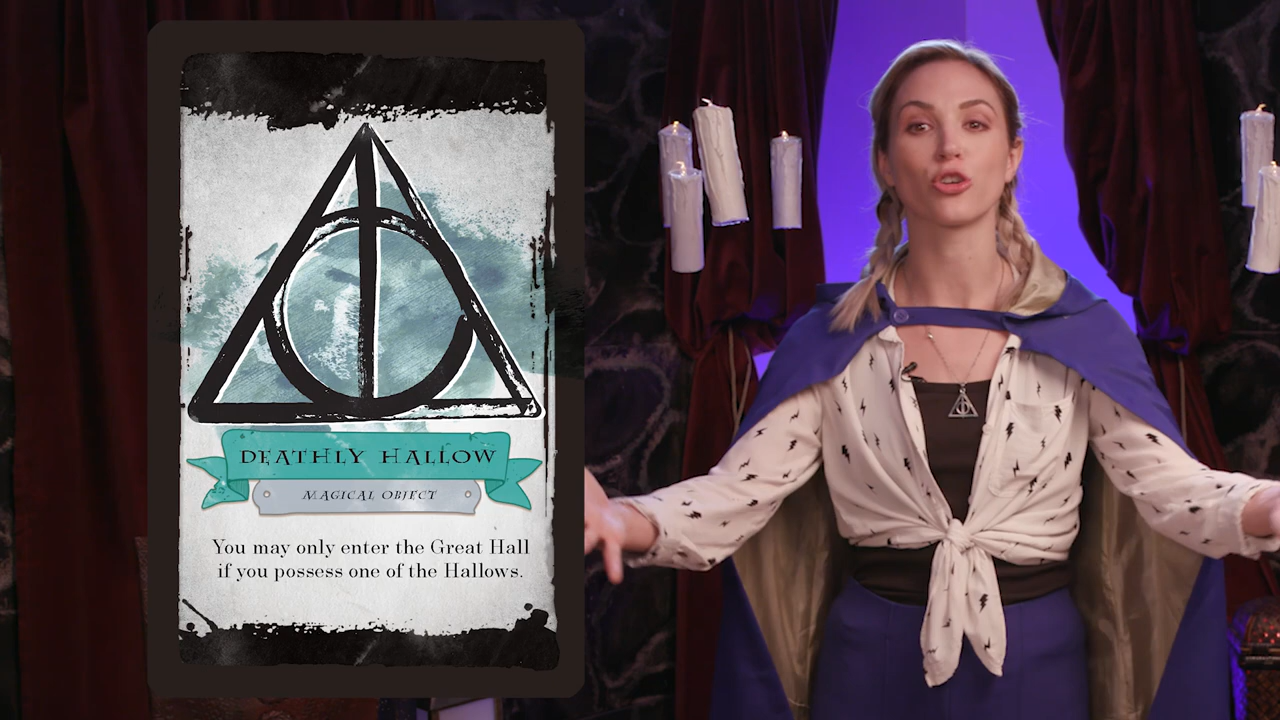 DEATHLY HALLOW
MAGICAL OBJECT
You may only enter the Great Hall
if you possess one of the Hallows.